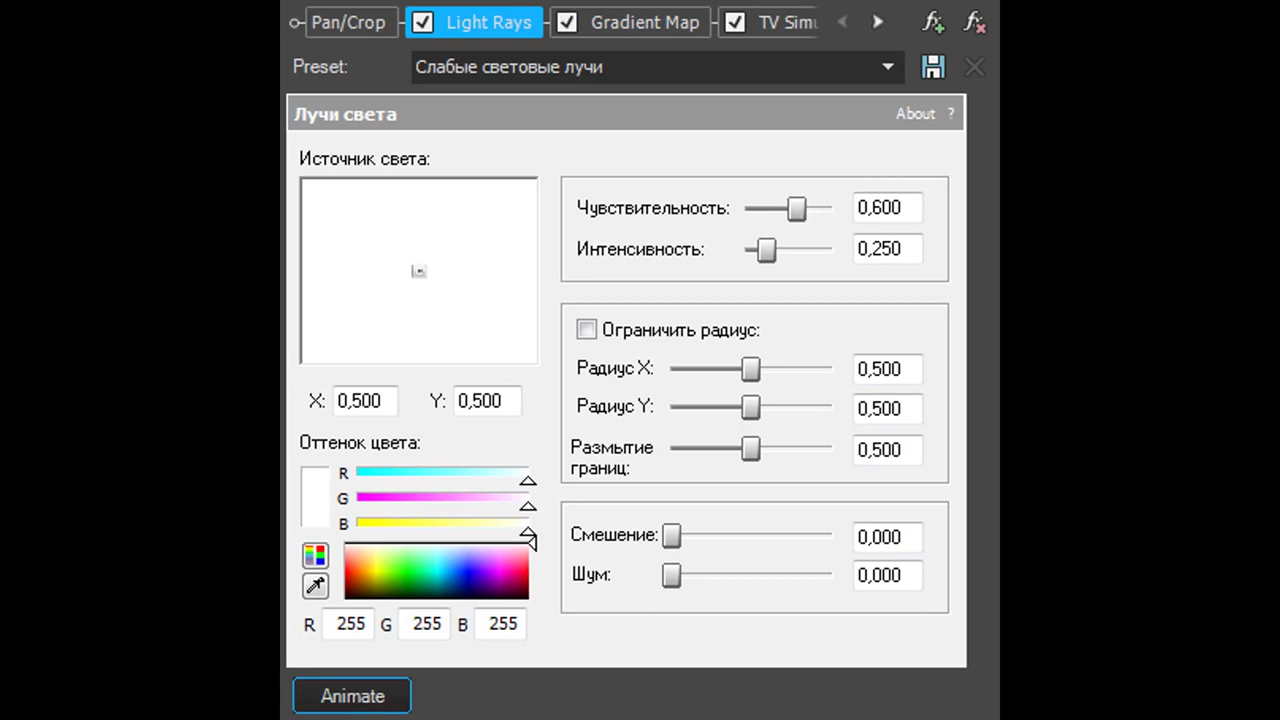 Pan/Crop Light Rays Gradient Map TV Simu
Preset: Слабые световые лучи
Лучи света About ?
Источник света:
Чувствительность: 0,600
Интенсивность: 0,250
Ограничить радиус:
Радиус X: 0,500
Радиус Y: 0,500
Размытие границ: 0,500
X: 0,500 Y: 0,500
Оттенок цвета:
R
G
B
Смешение: 0,000
Шум: 0,000
R 255 G 255 B 255
Animate